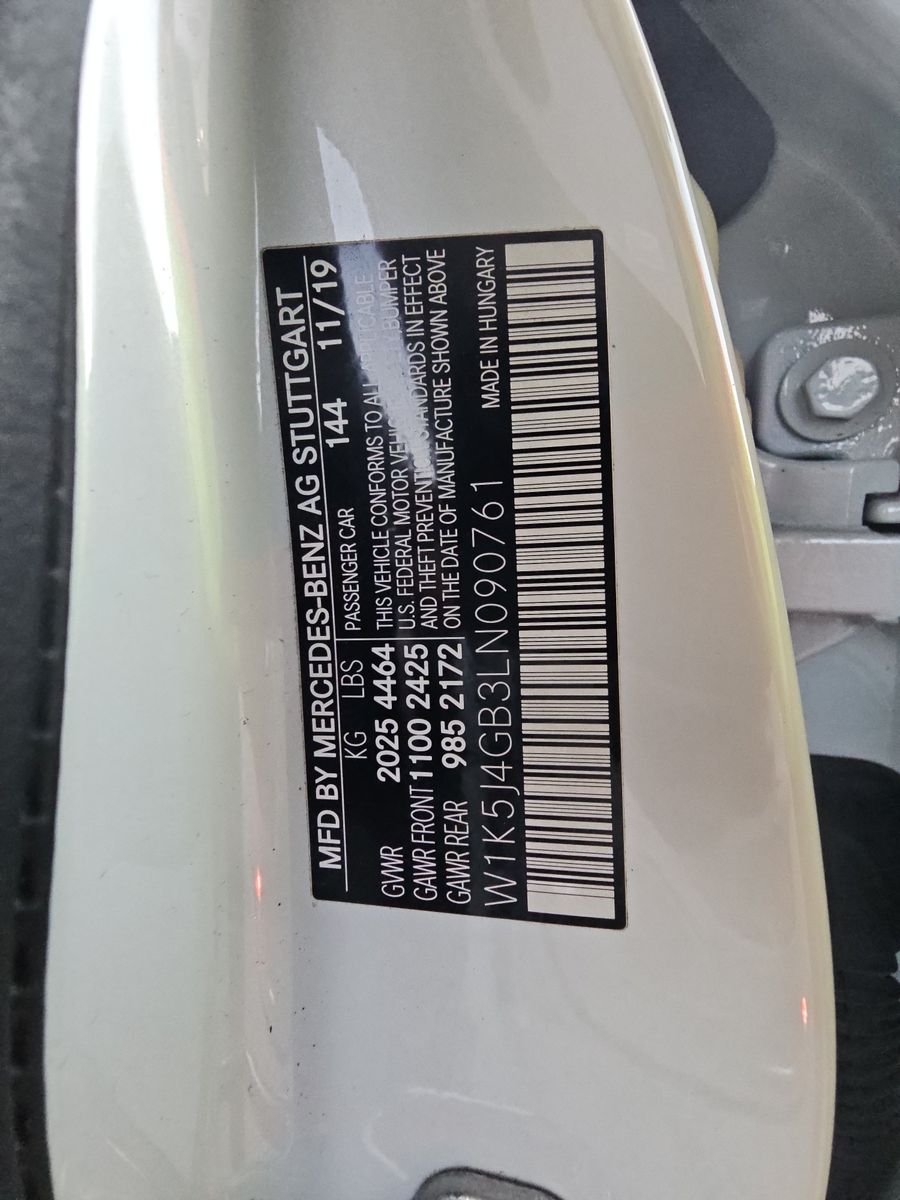 MFD BY MERCEDES-BENZ AG STUTTGART
KG LBS 144 11/19
GVWR 2025 4464
GAWR FRONT 1100 2425
GAWR REAR 985 2172
PASSENGER CAR
THIS VEHICLE CONFORMS TO ALL APPLICABLE
U.S. FEDERAL MOTOR VEHICLE SAFETY BUMPER
AND THEFT PREVENTION STANDARDS IN EFFECT
ON THE DATE OF MANUFACTURE SHOWN ABOVE
W1K5J4GB3LN090761 MADE IN HUNGARY